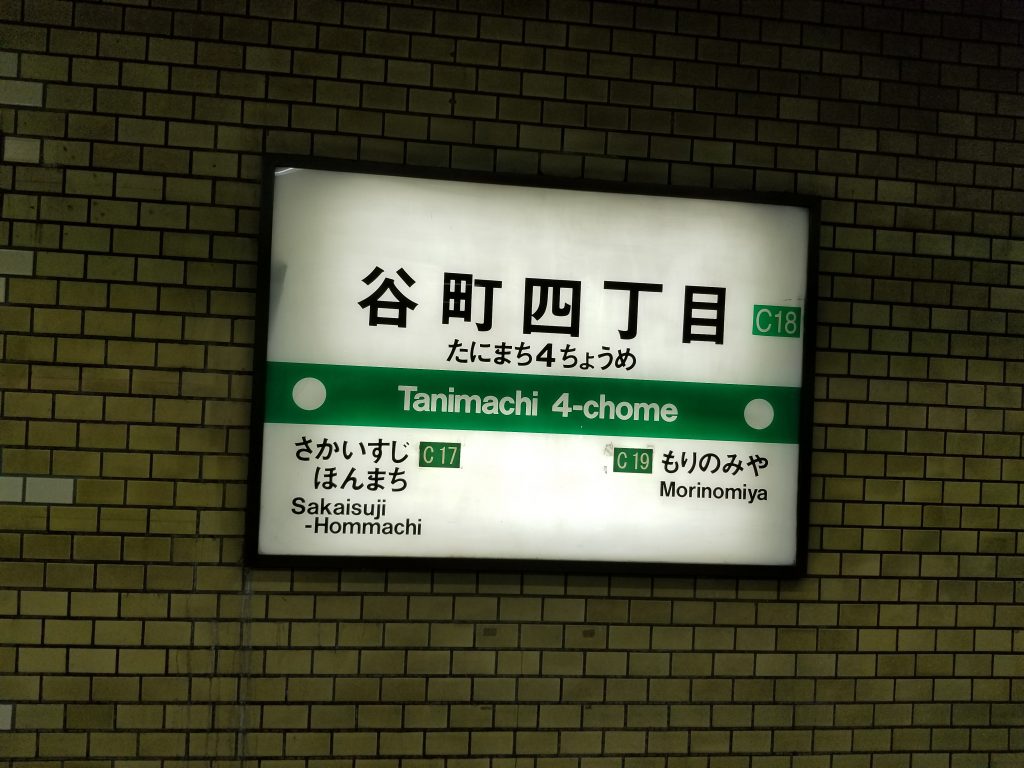 谷町四丁目 C18
たにまち4ちょうめ
Tanimachi 4-chome
さかいすじ C17
ほんまち
Sakaisuji
-Hommachi
C19 もりのみや
Morinomiya